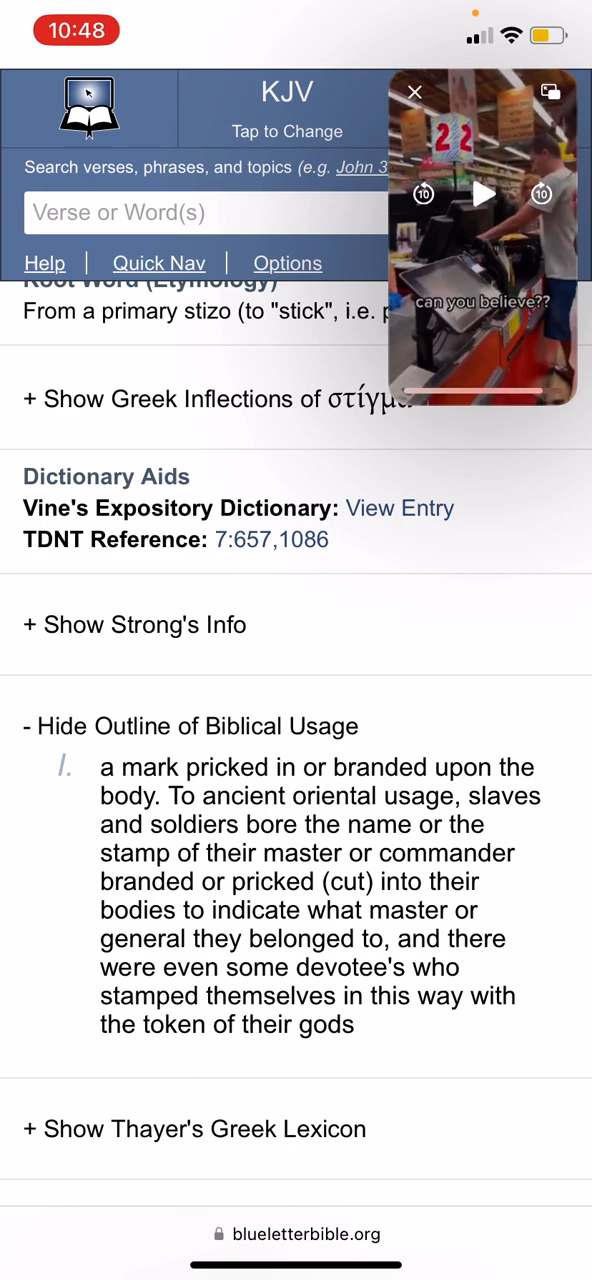 10:48
KJV
Tap to Change
Search verses, phrases, and topics (e.g. John 3
Verse or Word(s)
Help | Quick Nav | Options
22
10
10
can you believe??
Root Word (Etymology)
From a primary stizo (to "stick", i.e. p
+ Show Greek Inflections of στίγμα
Dictionary Aids
Vine's Expository Dictionary: View Entry
TDNT Reference: 7:657,1086
+ Show Strong's Info
- Hide Outline of Biblical Usage
I. a mark pricked in or branded upon the
body. To ancient oriental usage, slaves
and soldiers bore the name or the
stamp of their master or commander
branded or pricked (cut) into their
bodies to indicate what master or
general they belonged to, and there
were even some devotee's who
stamped themselves in this way with
the token of their gods
+ Show Thayer's Greek Lexicon
blueletterbible.org